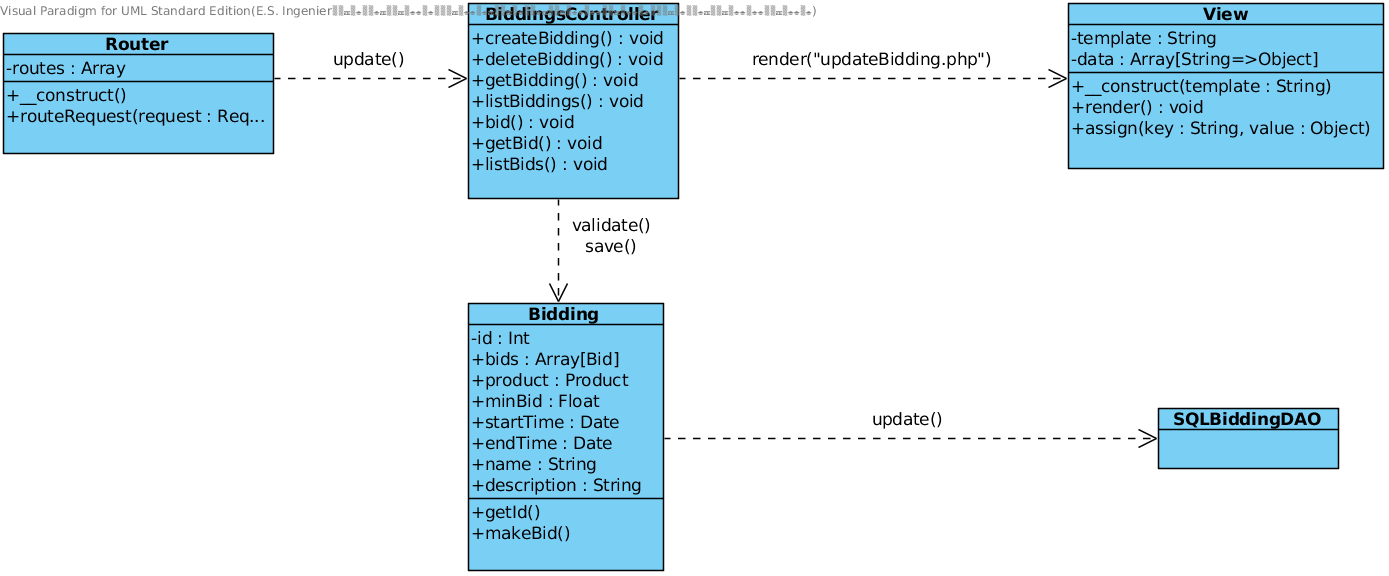 Visual Paradigm for UML Standard Edition(E.S. Ingenier
Router
-routes : Array
+__construct()
+routeRequest(request : Req...
update()
BiddingsController
+createBidding() : void
+deleteBidding() : void
+getBidding() : void
+listBiddings() : void
+bid() : void
+getBid() : void
+listBids() : void
render("updateBidding.php")
View
-template : String
-data : Array[String=>Object]
+__construct(template : String)
+render() : void
+assign(key : String, value : Object)
validate()
save()
Bidding
-id : Int
+bids : Array[Bid]
+product : Product
+minBid : Float
+startTime : Date
+endTime : Date
+name : String
+description : String
+getId()
+makeBid()
update()
SQLBiddingDAO